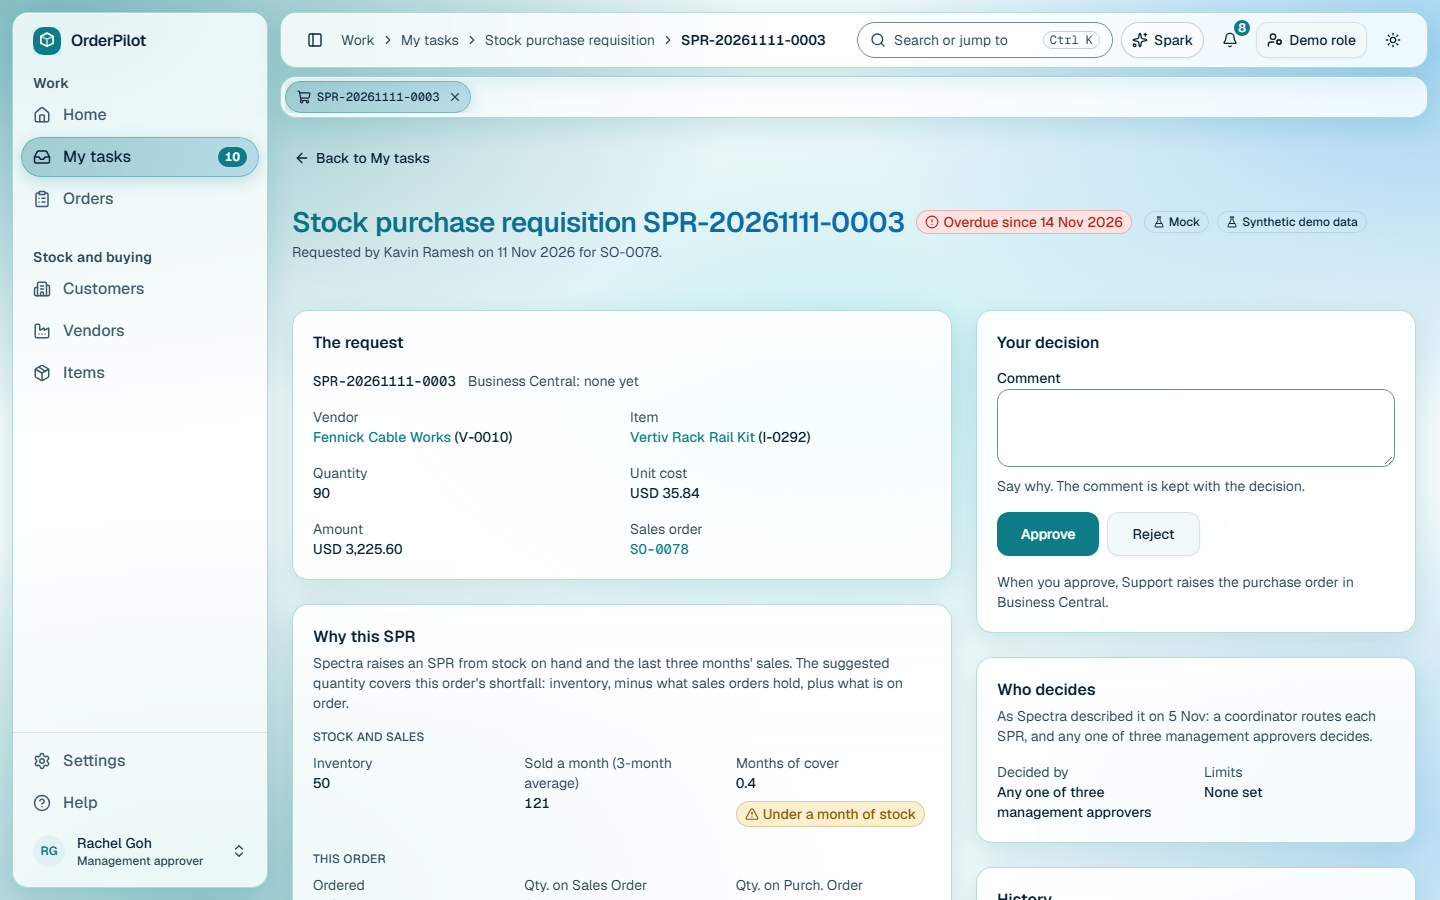 OrderPilot
Work
Home
My tasks
10
Orders
Stock and buying
Customers
Vendors
Items
Settings
Help
RG
Rachel Goh
Management approver
Work
My tasks
Stock purchase requisition
SPR-20261111-0003
Search or jump to
Ctrl K
Spark
8
Demo role
SPR-20261111-0003
Back to My tasks
Stock purchase requisition SPR-20261111-0003
Overdue since 14 Nov 2026
Mock
Synthetic demo data
Requested by Kavin Ramesh on 11 Nov 2026 for SO-0078.
The request
SPR-20261111-0003 Business Central: none yet
Vendor
Fennick Cable Works (V-0010)
Item
Vertiv Rack Rail Kit (I-0292)
Quantity
90
Unit cost
USD 35.84
Amount
USD 3,225.60
Sales order
SO-0078
Why this SPR
Spectra raises an SPR from stock on hand and the last three months' sales. The suggested
quantity covers this order's shortfall: inventory, minus what sales orders hold, plus what is on
order.
STOCK AND SALES
Inventory
50
Sold a month (3-month
average)
121
Months of cover
0.4
Under a month of stock
THIS ORDER
Ordered
Qty. on Sales Order
Qty. on Purch. Order
Your decision
Comment
Say why. The comment is kept with the decision.
Approve
Reject
When you approve, Support raises the purchase order in
Business Central.
Who decides
As Spectra described it on 5 Nov: a coordinator routes each
SPR, and any one of three management approvers decides.
Decided by
Any one of three
management approvers
Limits
None set
History